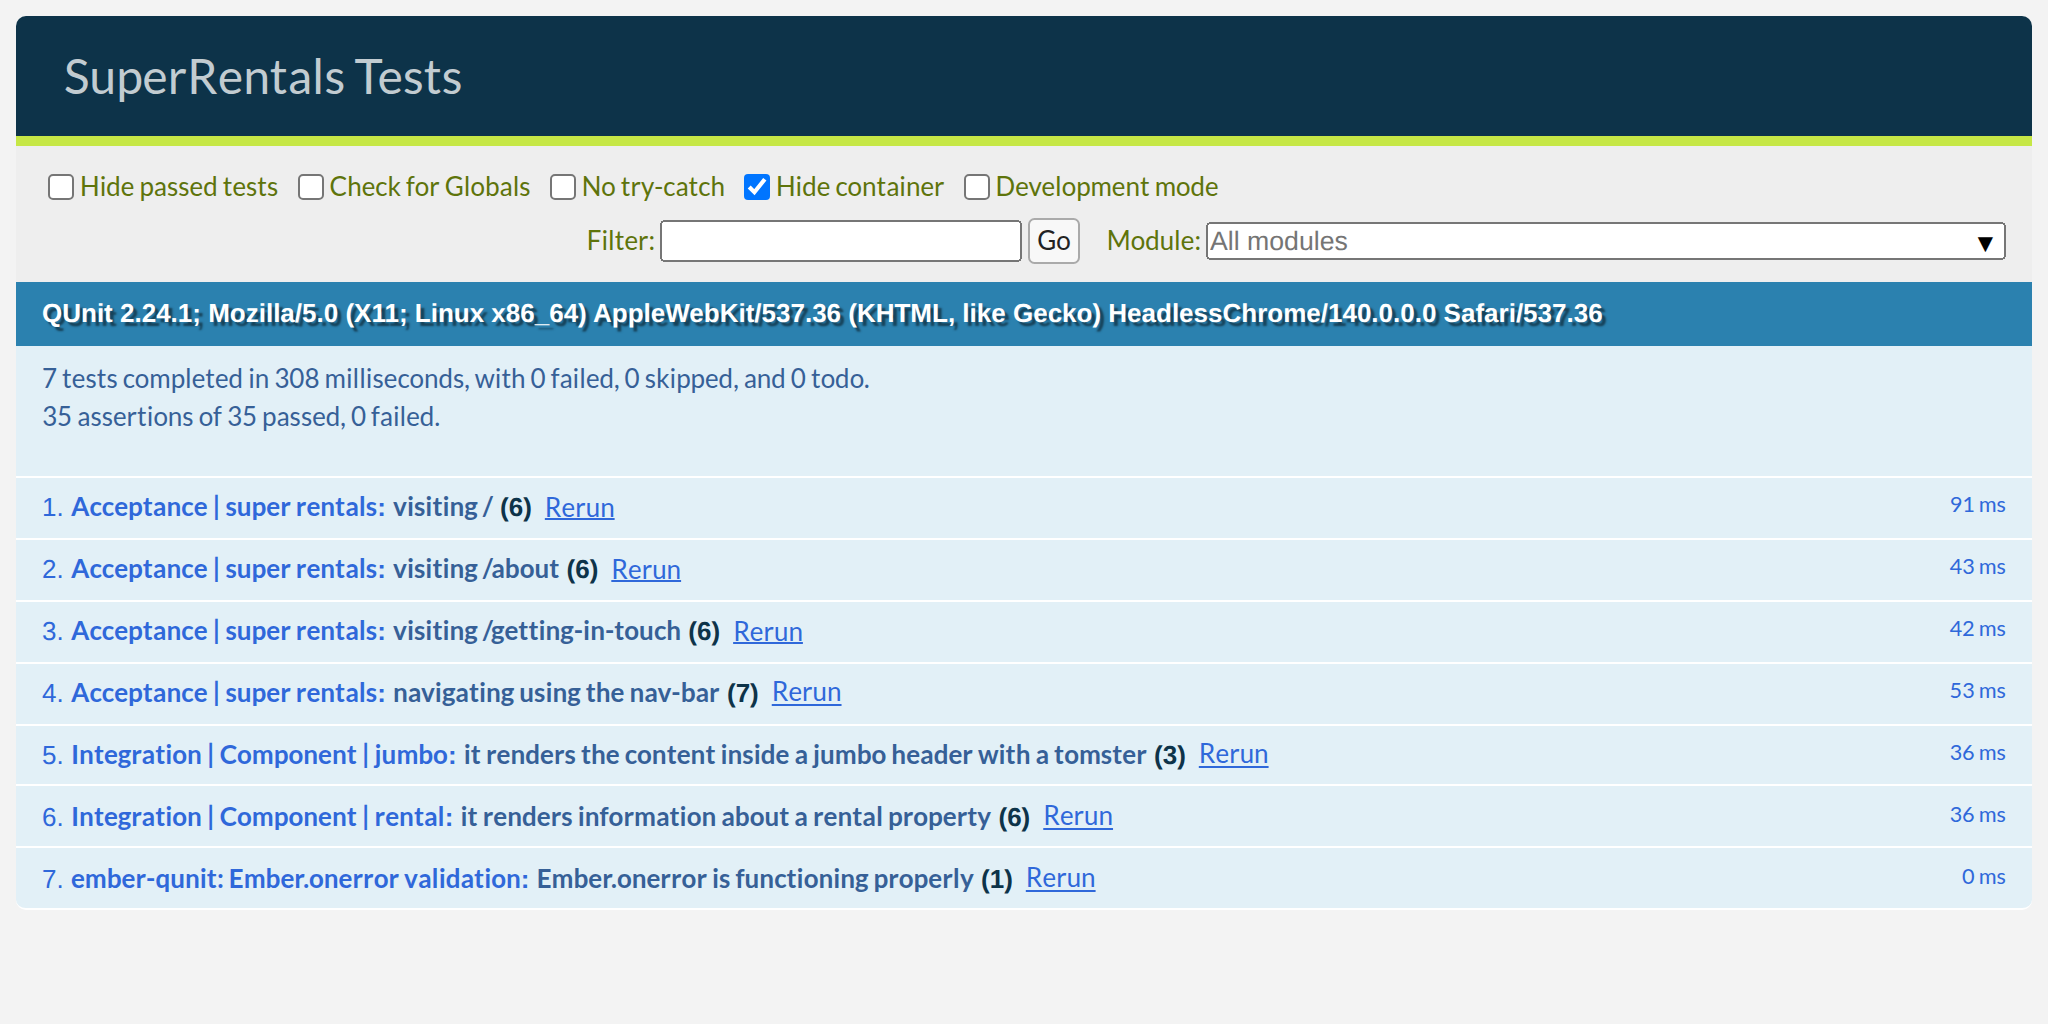 SuperRentals Tests
Hide passed tests Check for Globals No try-catch Hide container Development mode
Filter: Go Module: All modules ▼
QUnit 2.24.1; Mozilla/5.0 (X11; Linux x86_64) AppleWebKit/537.36 (KHTML, like Gecko) HeadlessChrome/140.0.0.0 Safari/537.36
7 tests completed in 308 milliseconds, with 0 failed, 0 skipped, and 0 todo.
35 assertions of 35 passed, 0 failed.
1. Acceptance | super rentals: visiting / (6) Rerun 91 ms
2. Acceptance | super rentals: visiting /about (6) Rerun 43 ms
3. Acceptance | super rentals: visiting /getting-in-touch (6) Rerun 42 ms
4. Acceptance | super rentals: navigating using the nav-bar (7) Rerun 53 ms
5. Integration | Component | jumbo: it renders the content inside a jumbo header with a tomster (3) Rerun 36 ms
6. Integration | Component | rental: it renders information about a rental property (6) Rerun 36 ms
7. ember-qunit: Ember.onerror validation: Ember.onerror is functioning properly (1) Rerun 0 ms